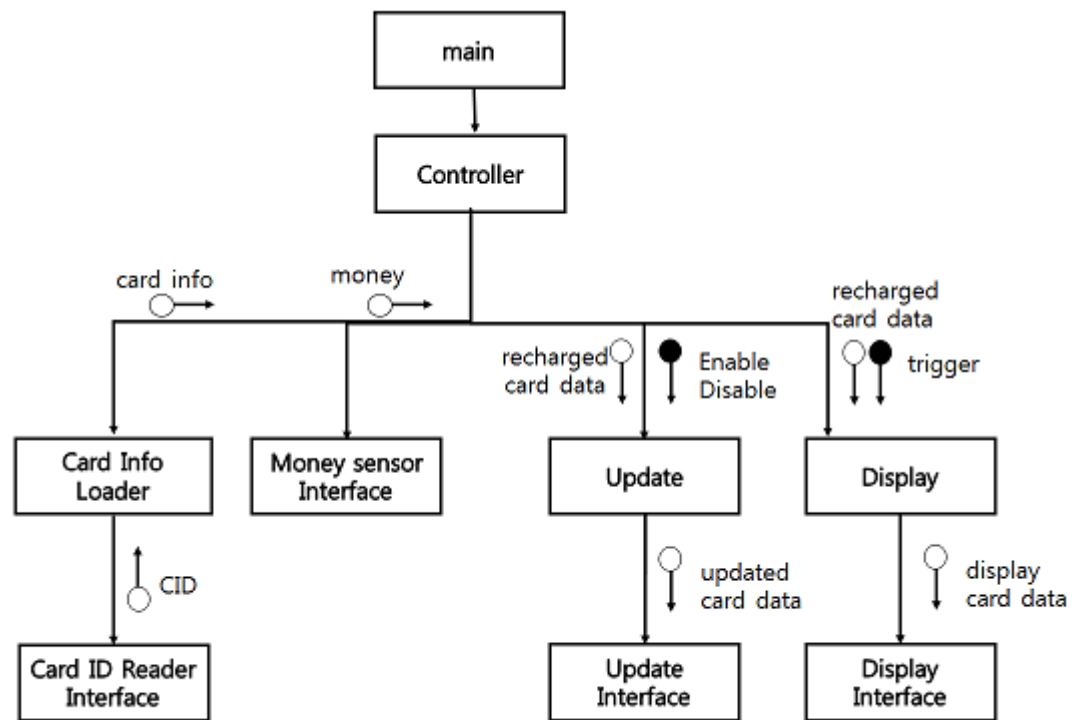 main
Controller
card info
money
recharged
card data
recharged
card data
Enable
Disable
trigger
Card Info
Loader
Money sensor
Interface
Update
Display
CID
updated
card data
display
card data
Card ID Reader
Interface
Update
Interface
Display
Interface